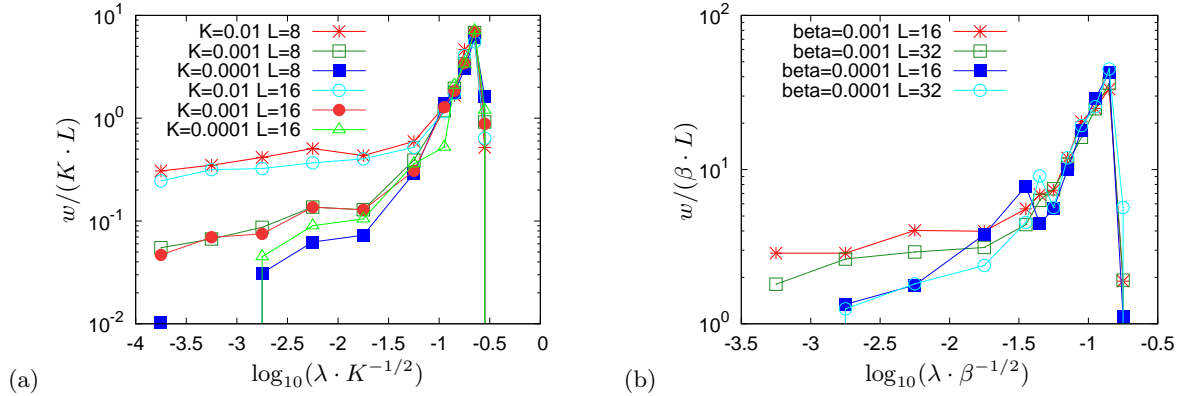 w/(K · L)
10^1
10^0
10^-1
10^-2
K=0.01 L=8
K=0.001 L=8
K=0.0001 L=8
K=0.01 L=16
K=0.001 L=16
K=0.0001 L=16
-4 -3.5 -3 -2.5 -2 -1.5 -1 -0.5 0
(a) log10(λ · K^-1/2)
w/(β · L)
10^2
10^1
10^0
beta=0.001 L=16
beta=0.001 L=32
beta=0.0001 L=16
beta=0.0001 L=32
-3.5 -3 -2.5 -2 -1.5 -1 -0.5
(b) log10(λ · β^-1/2)